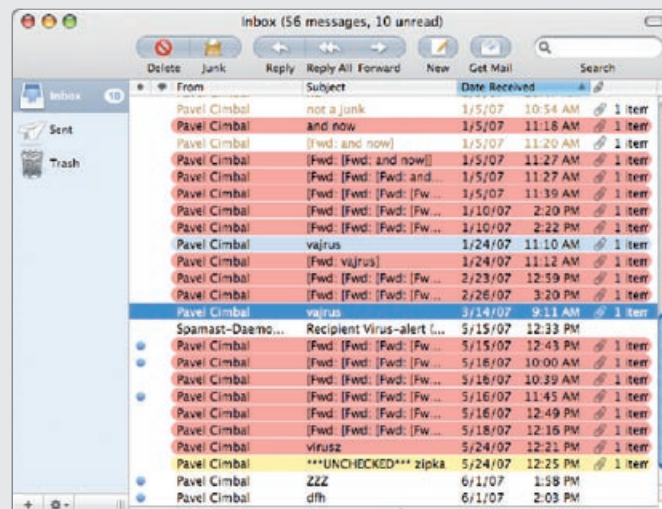 Inbox (56 messages, 10 unread)
Delete Junk Reply Reply All Forward New Get Mail Search
Inbox 10
Sent
Trash
From Subject Date Received
Pavel Cimbal not a junk 1/5/07 10:54 AM 1 item
Pavel Cimbal and now 1/5/07 11:18 AM 1 item
Pavel Cimbal [Fwd: and now] 1/5/07 11:20 AM 1 item
Pavel Cimbal [Fwd: [Fwd: and now]] 1/5/07 11:27 AM 1 item
Pavel Cimbal [Fwd: [Fwd: [Fwd: and... 1/5/07 11:27 AM 1 item
Pavel Cimbal [Fwd: [Fwd: [Fwd: [Fw... 1/5/07 11:39 AM 1 item
Pavel Cimbal [Fwd: [Fwd: [Fwd: [Fw... 1/10/07 2:20 PM 1 item
Pavel Cimbal [Fwd: [Fwd: [Fwd: [Fw... 1/10/07 2:22 PM 1 item
Pavel Cimbal vajrus 1/24/07 11:10 AM 1 item
Pavel Cimbal [Fwd: vajrus] 1/24/07 11:12 AM 1 item
Pavel Cimbal [Fwd: [Fwd: [Fwd: [Fw... 2/23/07 12:59 PM 1 item
Pavel Cimbal [Fwd: [Fwd: [Fwd: [Fw... 2/26/07 3:20 PM 1 item
Pavel Cimbal vajrus 3/14/07 9:11 AM 1 item
Spamast-Daemo... Recipient Virus-alert (... 5/15/07 12:33 PM
Pavel Cimbal [Fwd: [Fwd: [Fwd: [Fw... 5/15/07 12:43 PM 1 item
Pavel Cimbal [Fwd: [Fwd: [Fwd: [Fw... 5/16/07 10:00 AM 1 item
Pavel Cimbal [Fwd: [Fwd: [Fwd: [Fw... 5/16/07 10:39 AM 1 item
Pavel Cimbal [Fwd: [Fwd: [Fwd: [Fw... 5/16/07 11:45 AM 1 item
Pavel Cimbal [Fwd: [Fwd: [Fwd: [Fw... 5/16/07 12:49 PM 1 item
Pavel Cimbal [Fwd: [Fwd: [Fwd: [Fw... 5/18/07 12:16 PM 1 item
Pavel Cimbal virusz 5/24/07 12:21 PM 1 item
Pavel Cimbal ***UNCHECKED*** zipka 5/24/07 12:25 PM 1 item
Pavel Cimbal ZZZ 6/1/07 1:58 PM
Pavel Cimbal dfh 6/1/07 2:03 PM